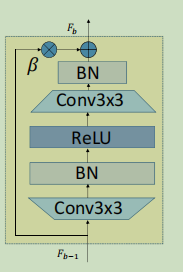 F_b
BN
β
Conv3x3
ReLU
BN
Conv3x3
F_{b-1}